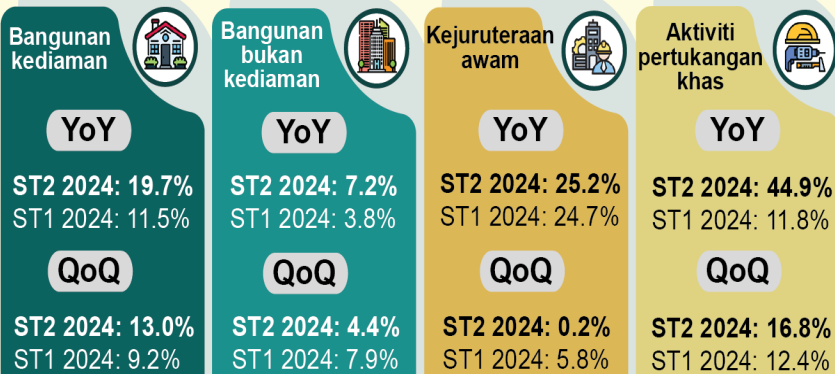 Bangunan
kediaman
YoY
ST2 2024: 19.7%
ST1 2024: 11.5%
QoQ
ST2 2024: 13.0%
ST1 2024: 9.2%
Bangunan
bukan
kediaman
YoY
ST2 2024: 7.2%
ST1 2024: 3.8%
QoQ
ST2 2024: 4.4%
ST1 2024: 7.9%
Kejuruteraan
awam
YoY
ST2 2024: 25.2%
ST1 2024: 24.7%
QoQ
ST2 2024: 0.2%
ST1 2024: 5.8%
Aktiviti
pertukangan
khas
YoY
ST2 2024: 44.9%
ST1 2024: 11.8%
QoQ
ST2 2024: 16.8%
ST1 2024: 12.4%